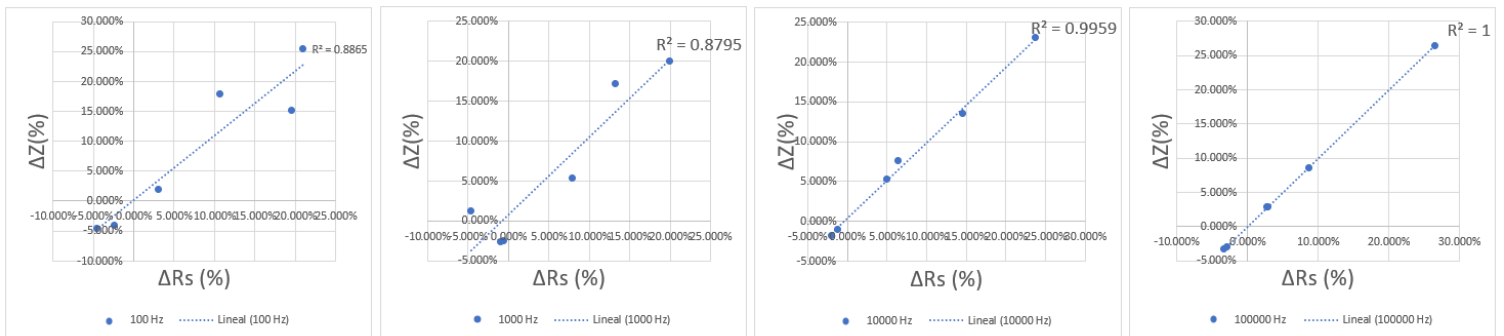 30.000%
25.000%
20.000%
15.000%
10.000%
5.000%
0.000%
-5.000%
-10.000%
-10.000% -5.000% 0.000% 5.000% 10.000% 15.000% 20.000% 25.000%
R² = 0.8865
ΔZ(%)
ΔRs (%)
100 Hz Lineal (100 Hz)
25.000%
20.000%
15.000%
10.000%
5.000%
0.000%
-5.000%
-10.000% -5.000% 0.000% 5.000% 10.000% 15.000% 20.000% 25.000%
R² = 0.8795
ΔZ(%)
ΔRs (%)
1000 Hz Lineal (1000 Hz)
25.000%
20.000%
15.000%
10.000%
5.000%
0.000%
-5.000%
-5.000% 0.000% 5.000% 10.000% 15.000% 20.000% 25.000% 30.000%
R² = 0.9959
ΔZ(%)
ΔRs (%)
10000 Hz Lineal (10000 Hz)
30.000%
25.000%
20.000%
15.000%
10.000%
5.000%
0.000%
-5.000%
-10.000% 0.000% 10.000% 20.000% 30.000%
R² = 1
ΔZ(%)
ΔRs (%)
100000 Hz Lineal (100000 Hz)